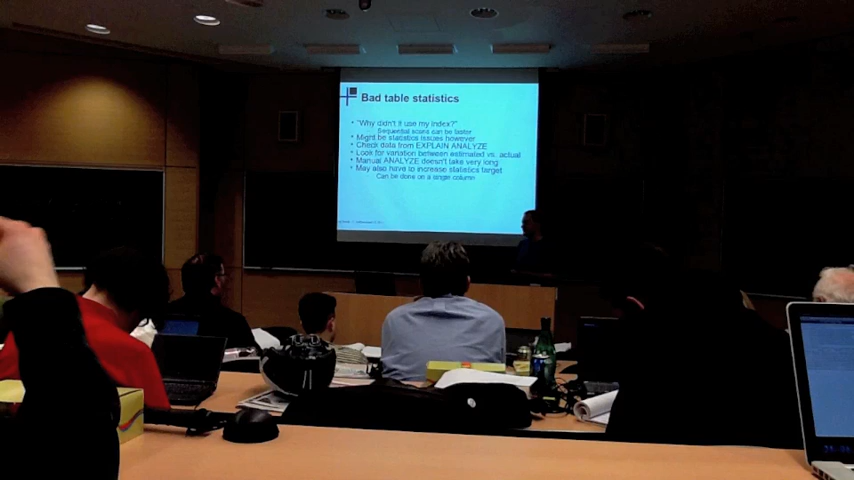 Bad table statistics
• "Why didn't it use my index?"
Sequential scans can be faster
• Might be statistics issues however
• Check data from EXPLAIN ANALYZE
• Look for variation between estimated vs. actual
• Manual ANALYZE doesn't take very long
• May also have to increase statistics target
Can be done on a single column